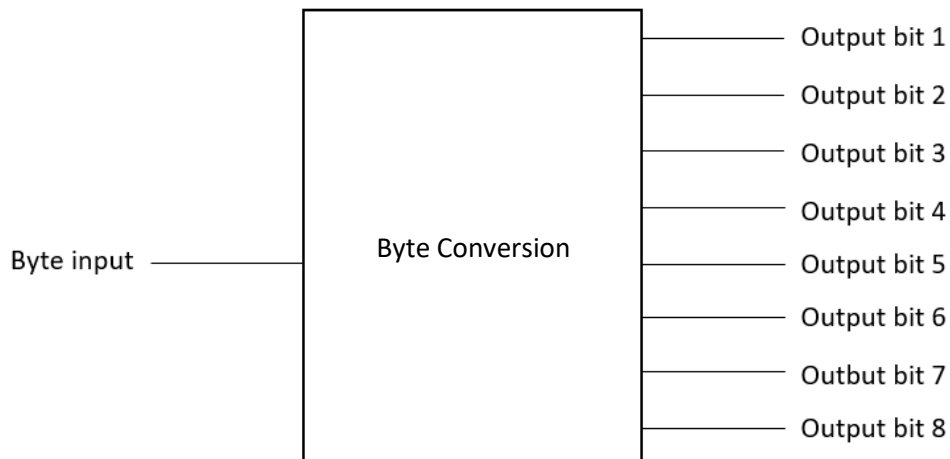 Output bit 1
Output bit 2
Output bit 3
Output bit 4
Byte input
Byte Conversion
Output bit 5
Output bit 6
Outbut bit 7
Output bit 8